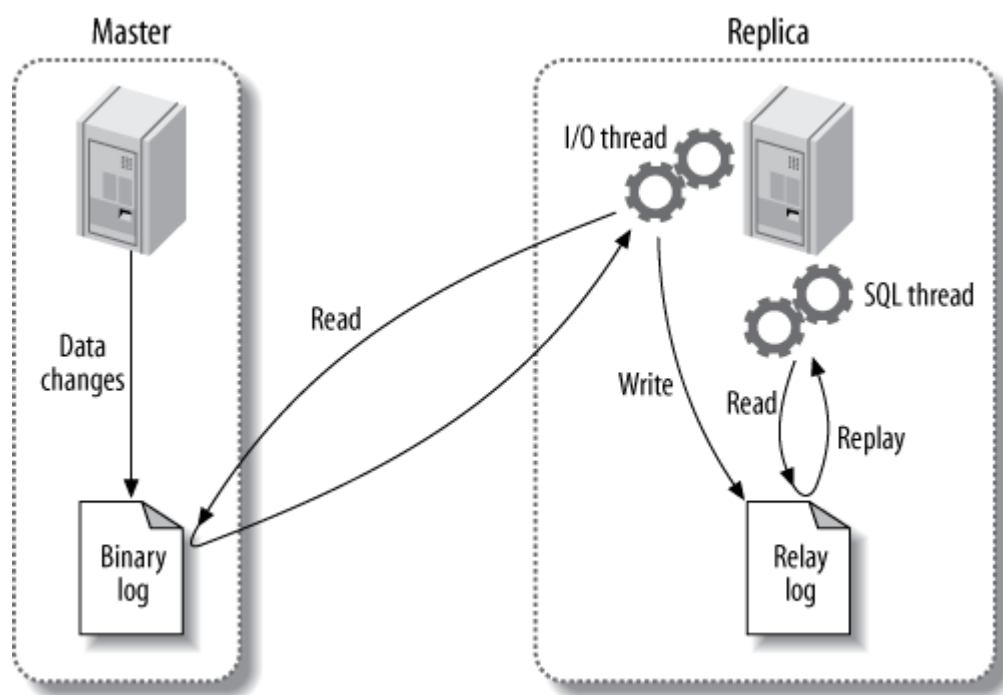 Master
Replica
I/O thread
SQL thread
Read
Data
changes
Write
Read
Replay
Binary
log
Relay
log